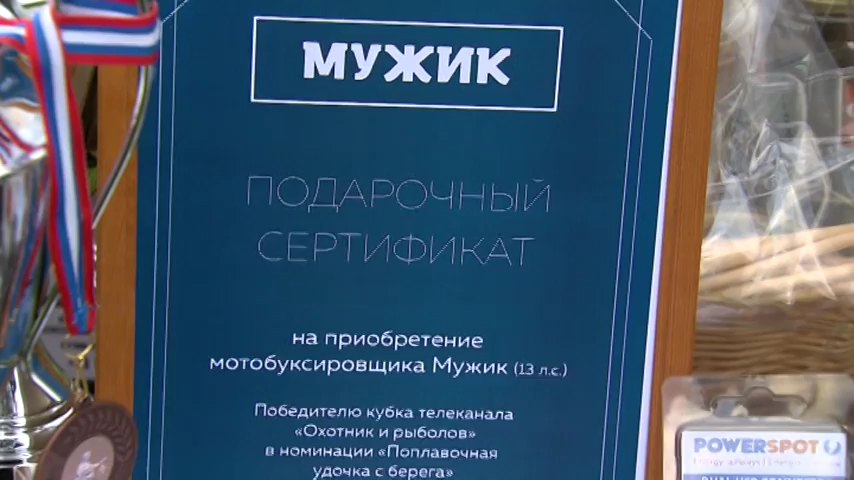 МУЖИК
ПОДАРОЧНЫЙ
СЕРТИФИКАТ
на приобретение
мотобуксировщика Мужик (13 л.с.)
Победителю кубка телеканала
«Охотник и рыболов»
в номинации «Поплавочная
удочка с берега»
POWERSPOT